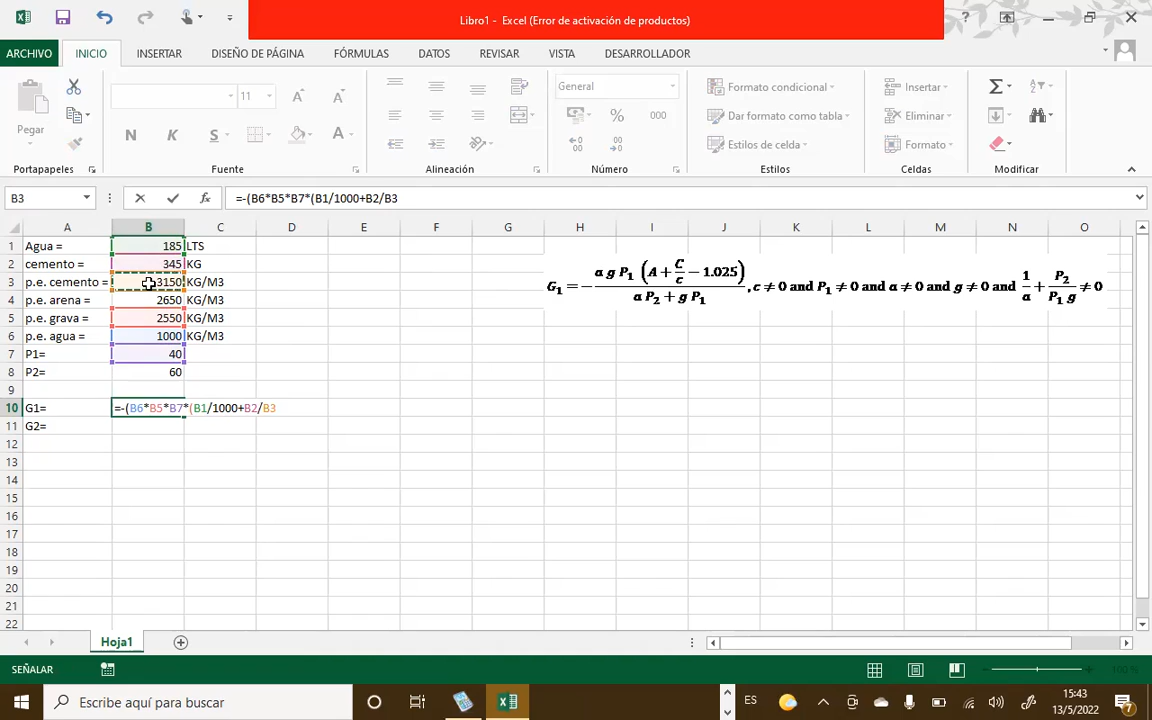 Libro1 - Excel (Error de activación de productos)
ARCHIVO INICIO INSERTAR DISEÑO DE PÁGINA FÓRMULAS DATOS REVISAR VISTA DESARROLLADOR
Pegar
11
N K S A
General
% 000
Formato condicional
Dar formato como tabla
Estilos de celda
Insertar
Eliminar
Formato
Portapapeles Fuente Alineación Número Estilos Celdas Modificar
B3 =-(B6*B5*B7*(B1/1000+B2/B3
A B C D E F G H I J K L M N O
1 Agua = 185 LTS
2 cemento = 345 KG
3 p.e. cemento = 3150 KG/M3
4 p.e. arena = 2650 KG/M3
5 p.e. grava = 2550 KG/M3
6 p.e. agua = 1000 KG/M3
7 P1= 40
8 P2= 60
9
10 G1= =-(B6*B5*B7*(B1/1000+B2/B3
11 G2=
12
13
14
15
16
17
18
19
20
21
22
G₁ = − a g P₁ (A + C/c − 1.025) / a P₂ + g P₁ , c ≠ 0 and P₁ ≠ 0 and a ≠ 0 and g ≠ 0 and 1/a + P₂/P₁ g ≠ 0
Hoja1
SEÑALAR 100 %
Escribe aquí para buscar
ES
15:43
13/5/2022
7